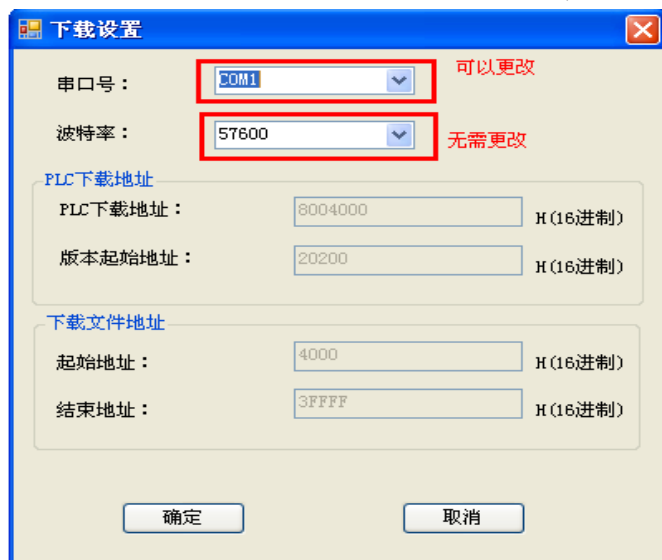 下载设置
串口号： COM1 可以更改
波特率： 57600 无需更改
PLC下载地址
PLC下载地址： 8004000 H(16进制)
版本起始地址： 20200 H(16进制)
下载文件地址
起始地址： 4000 H(16进制)
结束地址： 3FFFF H(16进制)
确定 取消